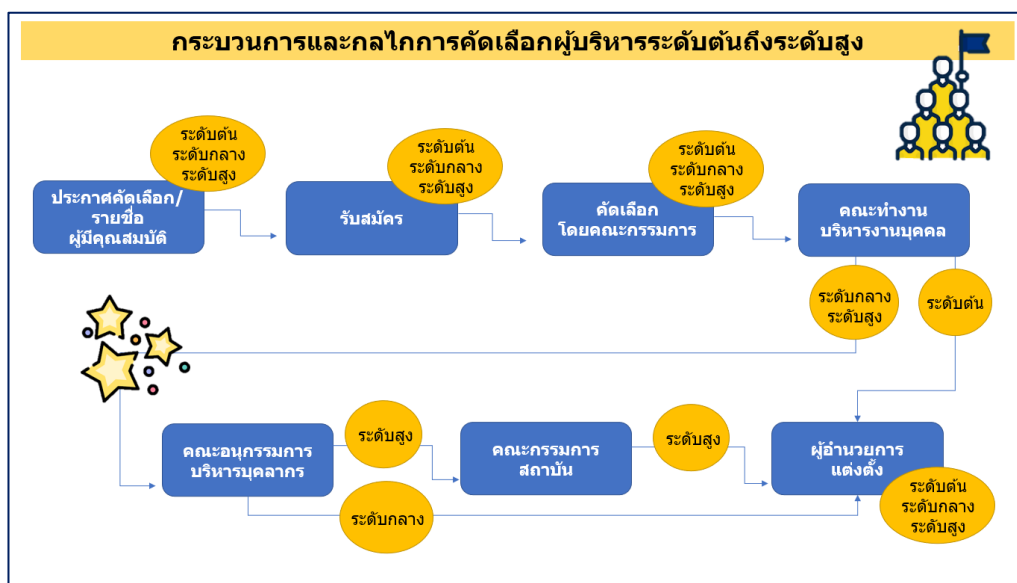 กระบวนการและกลไกการคัดเลือกผู้บริหารระดับต้นถึงระดับสูง
ระดับต้น
ระดับกลาง
ระดับสูง
ประกาศคัดเลือก/
รายชื่อ
ผู้มีคุณสมบัติ
ระดับต้น
ระดับกลาง
ระดับสูง
รับสมัคร
ระดับต้น
ระดับกลาง
ระดับสูง
คัดเลือก
โดยคณะกรรมการ
คณะทำงาน
บริหารงานบุคคล
ระดับกลาง
ระดับสูง
ระดับต้น
คณะอนุกรรมการ
บริหารบุคลากร
ระดับสูง
ระดับกลาง
คณะกรรมการ
สถาบัน
ระดับสูง
ผู้อำนวยการ
แต่งตั้ง
ระดับต้น
ระดับกลาง
ระดับสูง